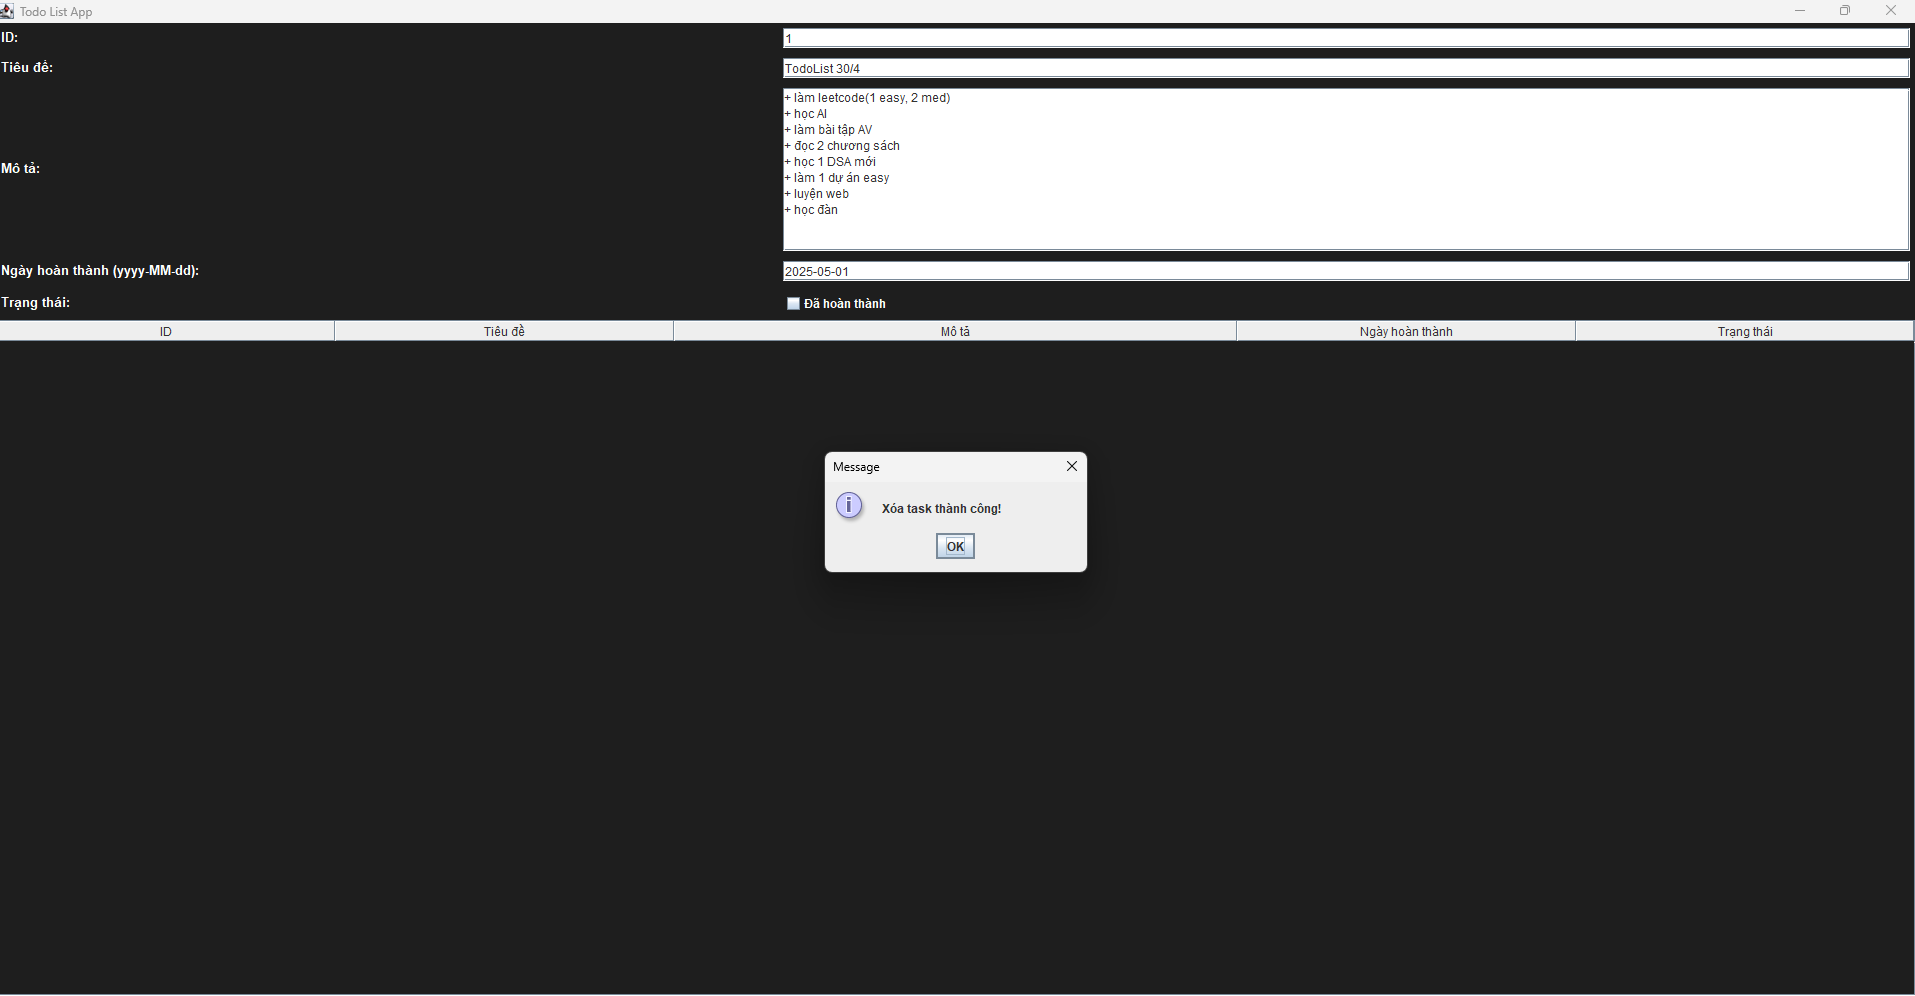 Todo List App
ID:
1
Tiêu đề:
TodoList 30/4
Mô tả:
+ làm leetcode(1 easy, 2 med)
+ học AI
+ làm bài tập AV
+ đọc 2 chương sách
+ học 1 DSA mới
+ làm 1 dự án easy
+ luyện web
+ học đàn
Ngày hoàn thành (yyyy-MM-dd):
2025-05-01
Trạng thái:
Đã hoàn thành
ID Tiêu đề Mô tả Ngày hoàn thành Trạng thái
Message
Xóa task thành công!
OK